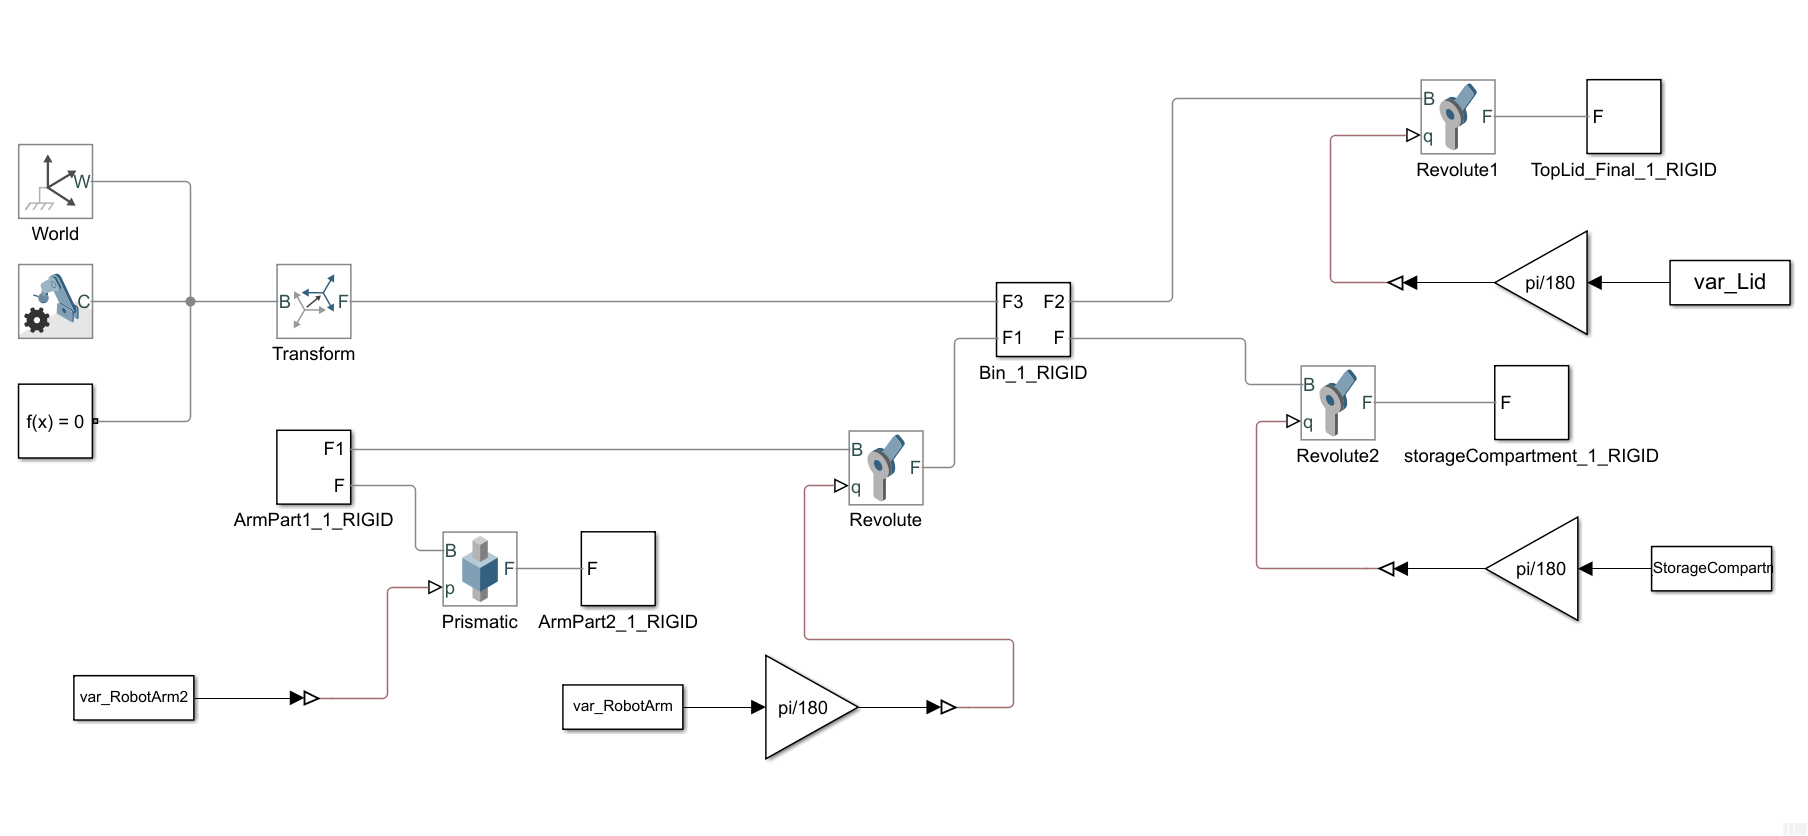 W
World
C
f(x) = 0
B
F
Transform
F1
F
ArmPart1_1_RIGID
B
p
F
Prismatic
F
ArmPart2_1_RIGID
var_RobotArm2
var_RobotArm
pi/180
B
q
F
Revolute
F3
F2
F1
F
Bin_1_RIGID
B
q
F
Revolute1
F
TopLid_Final_1_RIGID
pi/180
var_Lid
B
q
F
Revolute2
F
storageCompartment_1_RIGID
pi/180
StorageCompartn